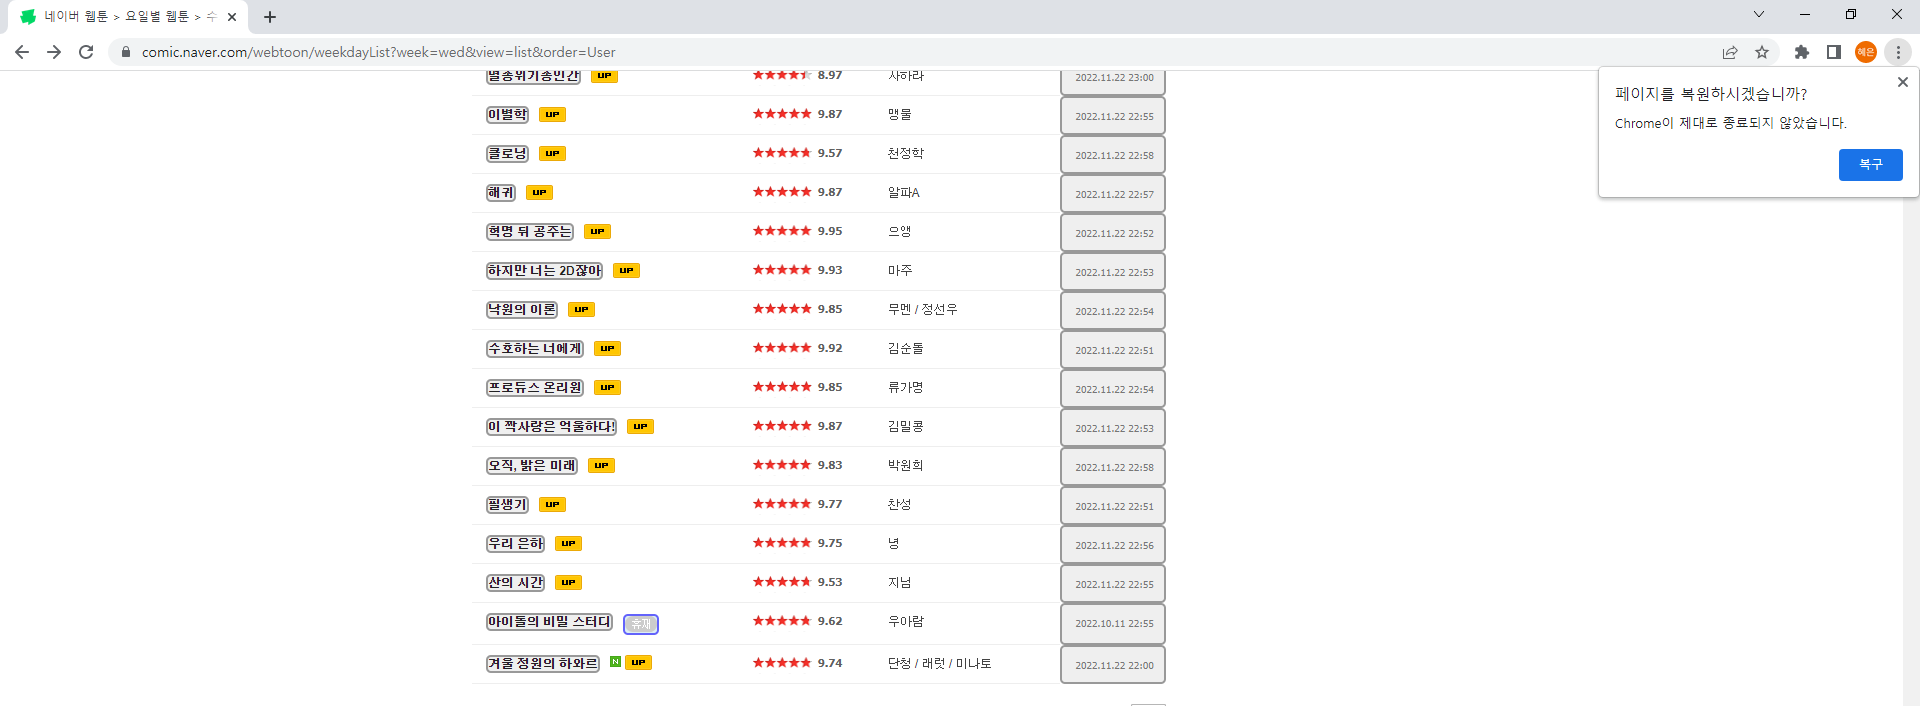 네이버 웹툰 > 요일별 웹툰 > 수
comic.naver.com/webtoon/weekdayList?week=wed&view=list&order=User
혜은
페이지를 복원하시겠습니까?
Chrome이 제대로 종료되지 않았습니다.
복구
별종위기종인간 UP 8.97 사하라 2022.11.22 23:00
이별학 UP 9.87 맹물 2022.11.22 22:55
클로닝 UP 9.57 천정학 2022.11.22 22:58
해귀 UP 9.87 알파A 2022.11.22 22:57
혁명 뒤 공주는 UP 9.95 으앵 2022.11.22 22:52
하지만 너는 2D잖아 UP 9.93 마주 2022.11.22 22:53
낙원의 이론 UP 9.85 무멘 / 정선우 2022.11.22 22:54
수호하는 너에게 UP 9.92 김순돌 2022.11.22 22:51
프로듀스 온리원 UP 9.85 류가명 2022.11.22 22:54
이 짝사랑은 억울하다! UP 9.87 김밀콩 2022.11.22 22:53
오직, 밝은 미래 UP 9.83 박원희 2022.11.22 22:58
필생기 UP 9.77 찬성 2022.11.22 22:51
우리 은하 UP 9.75 녕 2022.11.22 22:56
산의 시간 UP 9.53 지넘 2022.11.22 22:55
아이돌의 비밀 스터디 휴재 9.62 우아람 2022.10.11 22:55
겨울 정원의 하와르 N UP 9.74 단청 / 래럿 / 미나토 2022.11.22 22:00